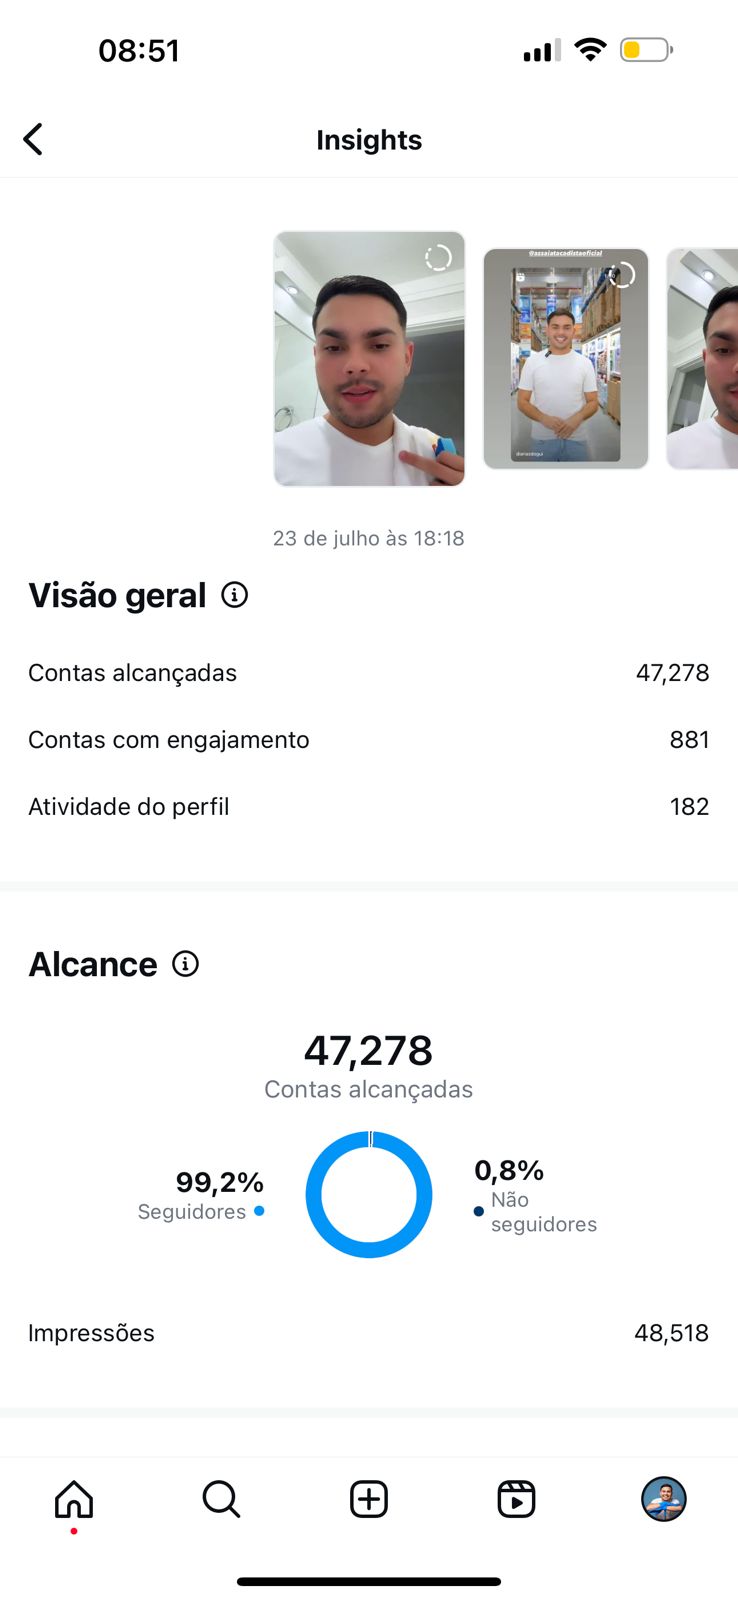 08:51
Insights
@assaiatacadistaoficial
diariasdogui
23 de julho às 18:18
Visão geral
Contas alcançadas 47,278
Contas com engajamento 881
Atividade do perfil 182
Alcance
47,278
Contas alcançadas
99,2%
Seguidores
0,8%
Não
seguidores
Impressões 48,518